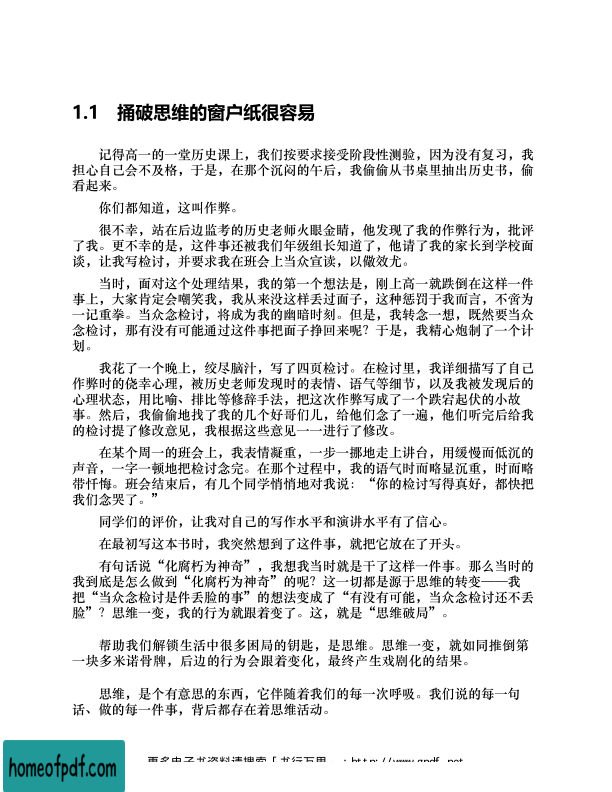 1.1 捅破思维的窗户纸很容易
记得高一的一堂历史课上，我们按要求接受阶段性测验，因为没有复习，我
担心自己会不及格，于是，在那个沉闷的午后，我偷偷从书桌里抽出历史书，偷
看起来。
你们都知道，这叫作弊。
很不幸，站在后边监考的历史老师火眼金睛，他发现了我的作弊行为，批评
了我。更不幸的是，这件事还被我们年级组长知道了，他请了我的家长到学校面
谈，让我写检讨，并要求我在班会上当众宣读，以儆效尤。
当时，面对这个处理结果，我的第一个想法是，刚上高一就跌倒在这样一件
事上，大家肯定会嘲笑我，我从来没这样丢过面子，这种惩罚于我而言，不啻为
一记重拳。当众念检讨，将成为我的幽暗时刻。但是，我转念一想，既然要当众
念检讨，那有没有可能通过这件事把面子挣回来呢？于是，我精心炮制了一个计
划。
我花了一个晚上，绞尽脑汁，写了四页检讨。在检讨里，我详细描写了自己
作弊时的侥幸心理，被历史老师发现时的表情、语气等细节，以及我被发现后的
心理状态，用比喻、排比等修辞手法，把这次作弊写成了一个跌宕起伏的小故
事。然后，我偷偷地找了我的几个好哥们儿，给他们念了一遍，他们听完后给我
的检讨提了修改意见，我根据这些意见一一进行了修改。
在某个周一的班会上，我表情凝重，一步一挪地走上讲台，用缓慢而低沉的
声音，一字一顿地把检讨念完。在那个过程中，我的语气时而略显沉重，时而略
带忏悔。班会结束后，有几个同学悄悄地对我说：“你的检讨写得真好，都快把
我们念哭了。”
同学们的评价，让我对自己的写作水平和演讲水平有了信心。
在最初写这本书时，我突然想到了这件事，就把它放在了开头。
有句话说“化腐朽为神奇”，我想我当时就是干了这样一件事。那么当时的
我到底是怎么做到“化腐朽为神奇”的呢？这一切都是源于思维的转变——我
把“当众念检讨是件丢脸的事”的想法变成了“有没有可能，当众念检讨还不丢
脸”？思维一变，我的行为就跟着变了。这，就是“思维破局”。
帮助我们解锁生活中很多困局的钥匙，是思维。思维一变，就如同推倒第
一块多米诺骨牌，后边的行为会跟着变化，最终产生戏剧化的结果。
思维，是个有意思的东西，它伴随着我们的每一次呼吸。我们说的每一句
话、做的每一件事，背后都存在着思维活动。
homeofpdf.com